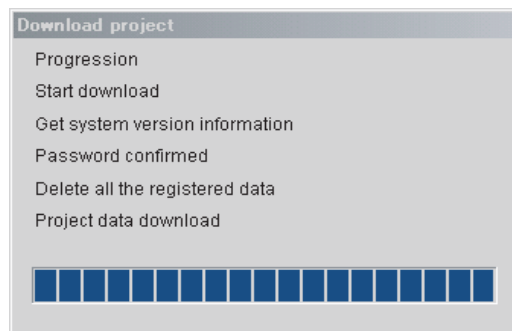 Download project
Progression
Start download
Get system version information
Password confirmed
Delete all the registered data
Project data download